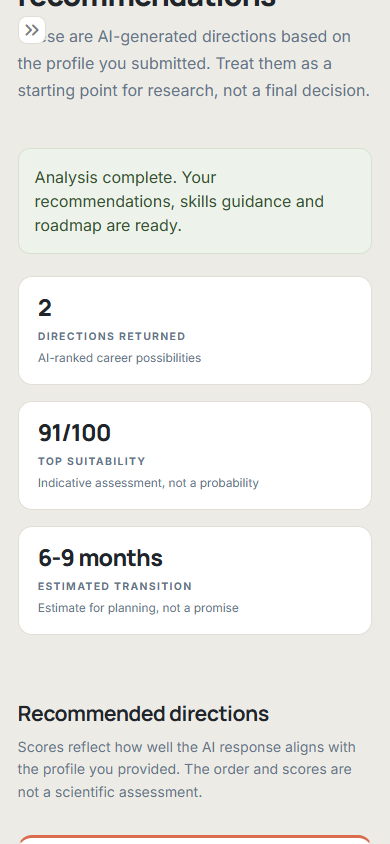 recommendations
se are AI-generated directions based on
the profile you submitted. Treat them as a
starting point for research, not a final decision.
Analysis complete. Your
recommendations, skills guidance and
roadmap are ready.
2
DIRECTIONS RETURNED
AI-ranked career possibilities
91/100
TOP SUITABILITY
Indicative assessment, not a probability
6-9 months
ESTIMATED TRANSITION
Estimate for planning, not a promise
Recommended directions
Scores reflect how well the AI response aligns with
the profile you provided. The order and scores are
not a scientific assessment.